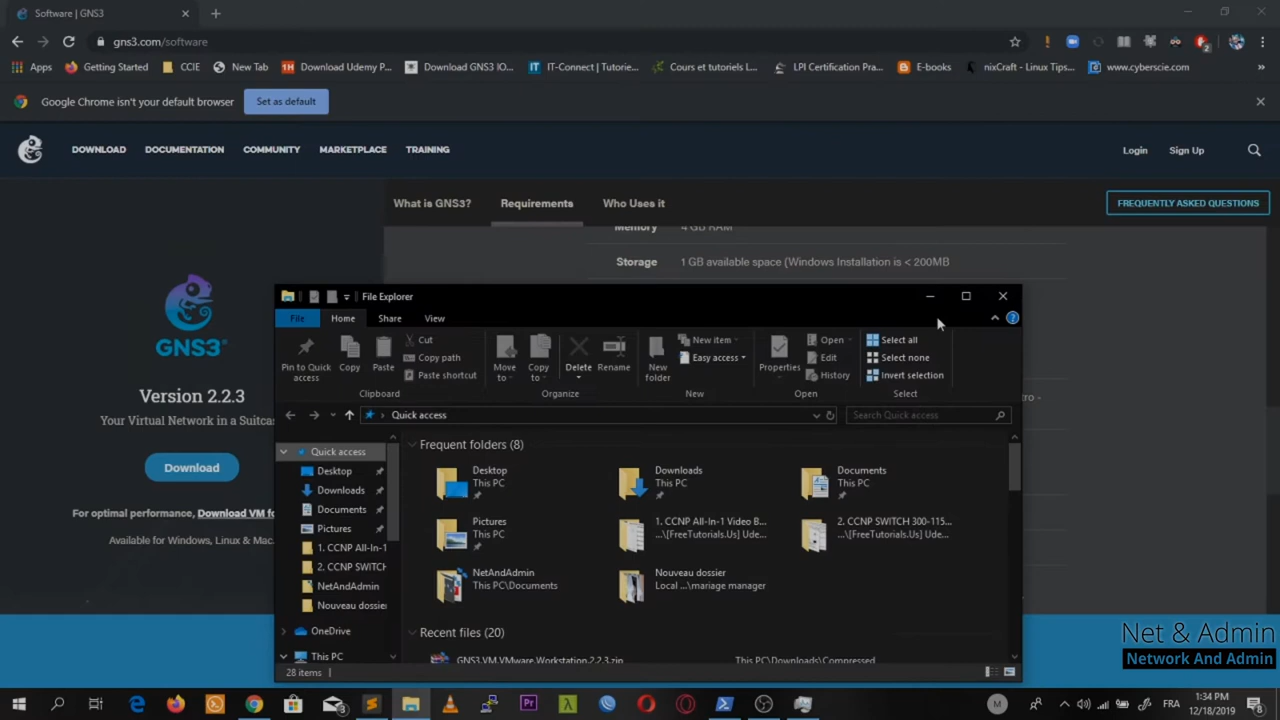 Software | GNS3
gns3.com/software
Apps
Getting Started
CCIE
New Tab
Download Udemy P...
Download GNS3 IO...
IT-Connect | Tutorie...
Cours et tutoriels L...
LPI Certification Pra...
E-books
nixCraft - Linux Tips...
www.cyberscie.com
Google Chrome isn't your default browser
Set as default
DOWNLOAD
DOCUMENTATION
COMMUNITY
MARKETPLACE
TRAINING
Login
Sign Up
What is GNS3?
Requirements
Who Uses it
FREQUENTLY ASKED QUESTIONS
Memory
4 GB RAM
Storage
1 GB available space (Windows Installation is < 200MB
GNS3
Version 2.2.3
Your Virtual Network in a Suitcas
Download
For optimal performance, Download VM fo
Available for Windows, Linux & Mac.
File Explorer
File
Home
Share
View
Pin to Quick
access
Copy
Paste
Cut
Copy path
Paste shortcut
Clipboard
Move
to
Copy
to
Delete
Rename
Organize
New
folder
New item
Easy access
New
Properties
Open
Edit
History
Open
Select all
Select none
Invert selection
Select
Quick access
Search Quick access
Quick access
Desktop
Downloads
Documents
Pictures
1. CCNP All-In-1
2. CCNP SWITCH
NetAndAdmin
Nouveau dossier
OneDrive
This PC
Frequent folders (8)
Desktop
This PC
Downloads
This PC
Documents
This PC
Pictures
This PC
1. CCNP All-In-1 Video B...
...\[FreeTutorials.Us] Ude...
2. CCNP SWITCH 300-115...
...\[FreeTutorials.Us] Ude...
NetAndAdmin
This PC\Documents
Nouveau dossier
Local ...\mariage manager
Recent files (20)
GNS3.VM.VMware.Workstation.2.2.3.zip
This PC\Downloads\Compressed
28 items
Net & Admin
Network And Admin
FRA
1:34 PM
12/18/2019